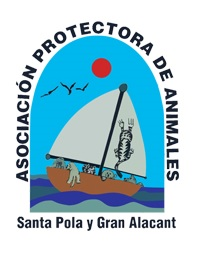 ASOCIACIÓN PROTECTORA DE ANIMALES
Santa Pola y Gran Alacant